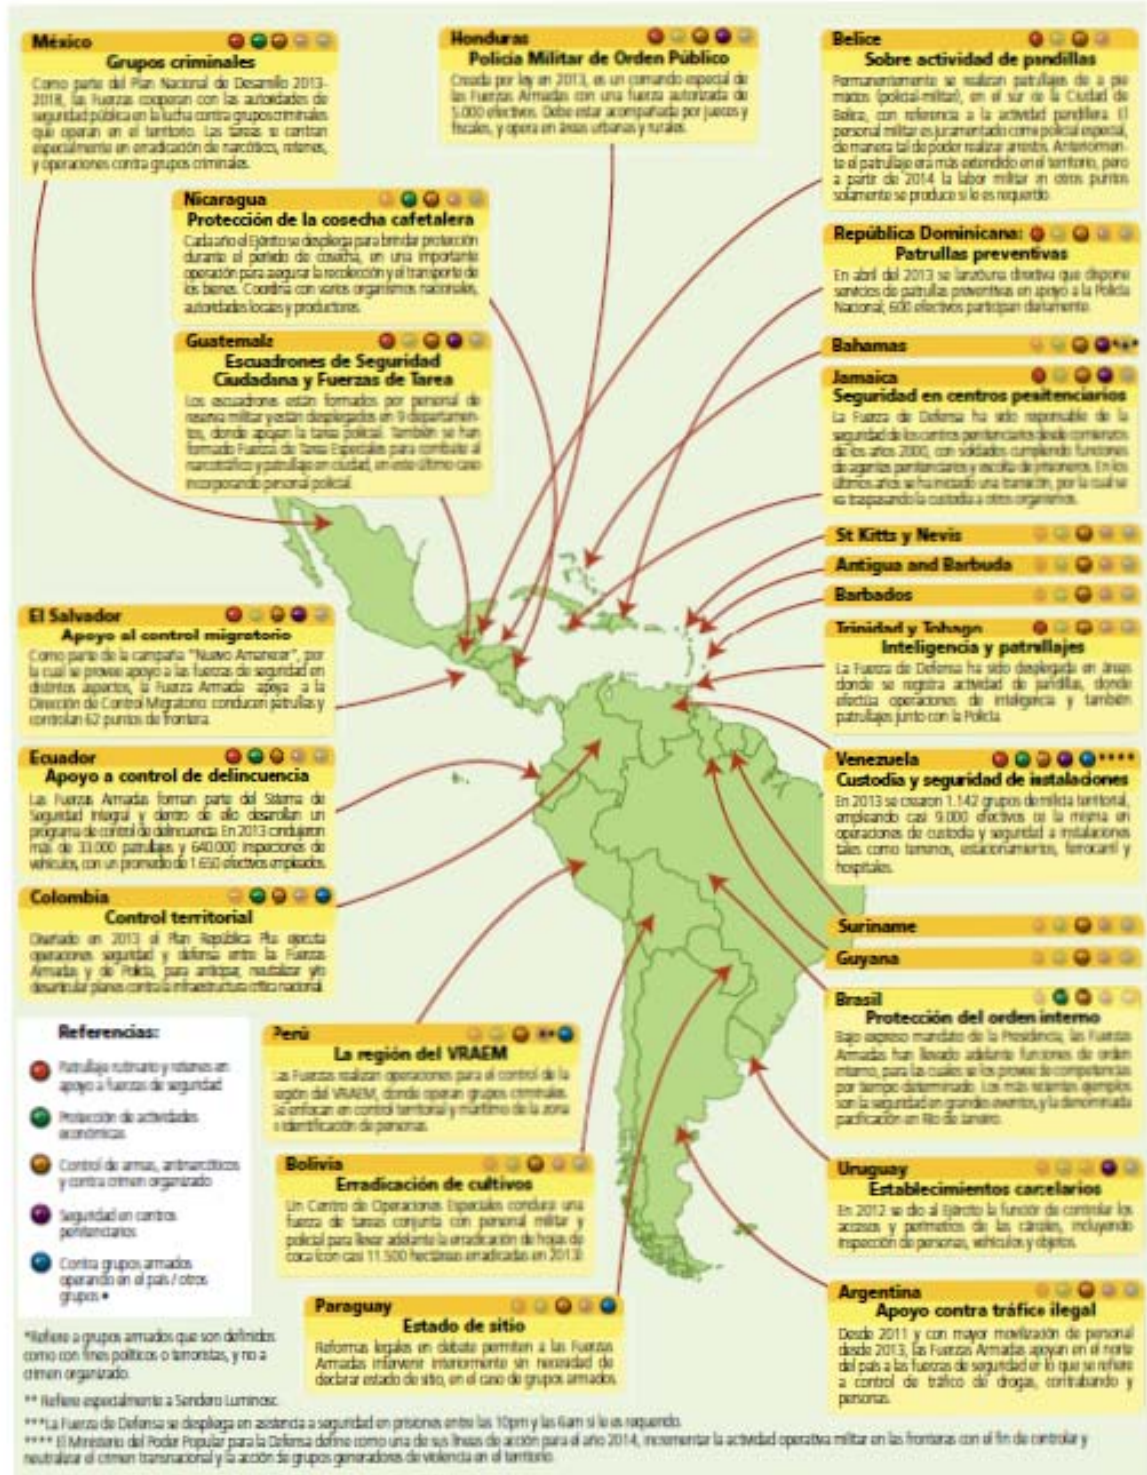 México
Grupos criminales
Como parte del Plan Nacional de Desarrollo 2013-
2018, las Fuerzas cooperan con las autoridades de
seguridad pública en la lucha contra grupos criminales
que operan en el territorio. Las tareas se centran
especialmente en erradicación de narcóticos, retenes,
y operaciones contra grupos criminales.
Honduras
Policía Militar de Orden Público
Creada por ley en 2013, es un comando especial de
las Fuerzas Armadas con una fuerza autorizada de
5.000 efectivos. Debe estar acompañada por jueces y
fiscales, y opera en áreas urbanas y rurales.
Belice
Sobre actividad de pandillas
Permanentemente se realizan patrullajes de a pie
mixtos (policial-militar), en el sur de la Ciudad de
Belice, con referencia a la actividad pandillera. El
personal militar es juramentado como policial especial,
de manera tal de poder realizar arrestos. Anteriormen-
te el patrullaje era más extendido en el territorio, pero
a partir de 2014 la labor militar en otros puntos
solamente se produce si le es requerido.
Nicaragua
Protección de la cosecha cafetalera
Cada año el Ejército se despliega para brindar protección
durante el período de cosecha, en una importante
operación para asegurar la recolección y el transporte de
los bienes. Coordina con varios organismos nacionales,
autoridades locales y productores.
República Dominicana:
Patrullas preventivas
En abril del 2013 se lanzó una directiva que dispone
servicios de patrullas preventivas en apoyo a la Policía
Nacional; 600 efectivos participan diariamente.
Guatemala
Escuadrones de Seguridad
Ciudadana y Fuerzas de Tarea
Los escuadrones están formados por personal de
reserva militar y están desplegados en 9 departamen-
tos, donde apoyan la tarea policial. También se han
formado Fuerzas de Tarea Especiales para combate al
narcotráfico y patrullaje en ciudad, en este último caso
incorporando personal policial.
Bahamas ***
Jamaica
Seguridad en centros penitenciarios
La Fuerza de Defensa ha sido responsable de la
seguridad de los centros penitenciarios desde comienzos
de los años 2000, con soldados cumpliendo funciones
de agentes penitenciarios y escolta de prisioneros. En los
últimos años se ha iniciado una transición, por la cual se
va traspasando la custodia a otros organismos.
St Kitts y Nevis
Antigua and Barbuda
Barbados
El Salvador
Apoyo al control migratorio
Como parte de la campaña "Nuevo Amanecer", por
la cual se provee apoyo a las fuerzas de seguridad en
distintos aspectos, la Fuerza Armada apoya a la
Dirección de Control Migratorio: conducen patrullas y
controlan 62 puntos de frontera.
Trinidad y Tobago
Inteligencia y patrullajes
La Fuerza de Defensa ha sido desplegada en áreas
donde se registra actividad de pandillas, donde
efectúa operaciones de inteligencia y también
patrullajes junto con la Policía.
Ecuador
Apoyo a control de delincuencia
Las Fuerzas Armadas forman parte del Sistema de
Seguridad Integral y dentro de ello desarrollan un
programa de control de delincuencia. En 2013 condujeron
más de 33.000 patrullajes y 640.000 inspecciones de
vehículos, con un promedio de 1.650 efectivos empleados.
Venezuela ****
Custodia y seguridad de instalaciones
En 2013 se crearon 1.142 grupos de milicia territorial,
empleando casi 9.000 efectivos de la misma en
operaciones de custodia y seguridad a instalaciones
tales como terrenos, estacionamientos, ferrocarril y
hospitales.
Colombia
Control territorial
Diseñado en 2013 el Plan República Plus ejecuta
operaciones seguridad y defensa entre la Fuerzas
Armadas y de Policía, para anticipar, neutralizar y/o
desarticular planes contra la infraestructura crítica nacional.
Suriname
Guyana
Brasil
Protección del orden interno
Bajo expreso mandato de la Presidencia, las Fuerzas
Armadas han llevado adelante funciones de orden
interno, para las cuales se los provee de competencias
por tiempo determinado. Los más recientes ejemplos
son la seguridad en grandes eventos, y la denominada
pacificación en Río de Janeiro.
Referencias:
Patrullaje rutinario y retenes en
apoyo a fuerzas de seguridad
Protección de actividades
económicas
Control de armas, antinarcóticos
y contra crimen organizado
Seguridad en centros
penitenciarios
Contra grupos armados
operando en el país / otros
grupos *
Perú **
La región del VRAEM
Las Fuerzas realizan operaciones para el control de la
región del VRAEM, donde operan grupos criminales.
Se enfocan en control territorial y marítimo de la zona
e identificación de personas.
Bolivia
Erradicación de cultivos
Un Centro de Operaciones Especiales conduce una
fuerza de tareas conjunta con personal militar y
policial para llevar adelante la erradicación de hojas de
coca (con casi 11.500 hectáreas erradicadas en 2013)
Uruguay
Establecimientos carcelarios
En 2012 se dio al Ejército la función de controlar los
accesos y perímetros de las cárceles, incluyendo
inspección de personas, vehículos y objetos.
Paraguay
Estado de sitio
Reformas legales en debate permiten a las Fuerzas
Armadas intervenir interiormente sin necesidad de
declarar estado de sitio, en el caso de grupos armados.
Argentina
Apoyo contra tráfico ilegal
Desde 2011 y con mayor movilización de personal
desde 2013, las Fuerzas Armadas apoyan en el norte
del país a las fuerzas de seguridad en lo que se refiere
a control de tráfico de drogas, contrabando y
personas.
*Refiere a grupos armados que son definidos
como con fines políticos o terroristas, y no a
crimen organizado.
** Refiere especialmente a Sendero Luminoso.
***La Fuerza de Defensa se despliega en asistencia a seguridad en prisiones entre las 10pm y las 6am si le es requerido.
**** El Ministerio del Poder Popular para la Defensa define como una de sus líneas de acción para el año 2014, incrementar la actividad operativa militar en las fronteras con el fin de controlar y
neutralizar el crimen transnacional y la acción de grupos generadores de violencia en el territorio.